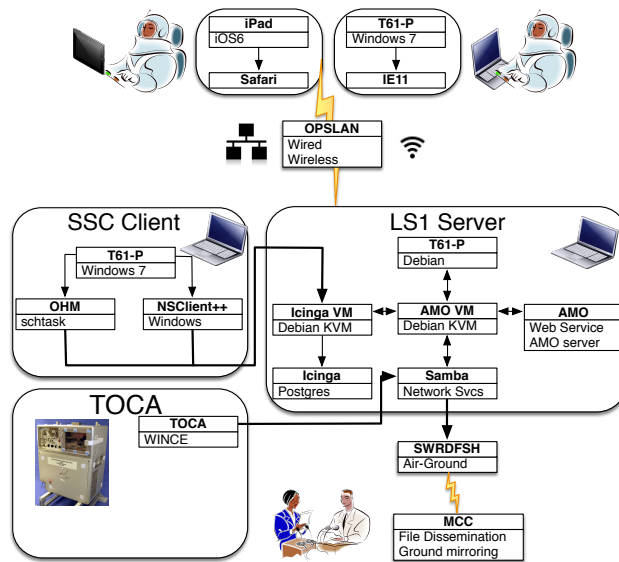 iPad
iOS6
Safari
T61-P
Windows 7
IE11
OPSLAN
Wired
Wireless
SSC Client
T61-P
Windows 7
OHM
schtask
NSClient++
Windows
LS1 Server
T61-P
Debian
Icinga VM
Debian KVM
AMO VM
Debian KVM
AMO
Web Service
AMO server
Icinga
Postgres
Samba
Network Svcs
TOCA
TOCA
WINCE
SWRDFSH
Air-Ground
MCC
File Dissemination
Ground mirroring